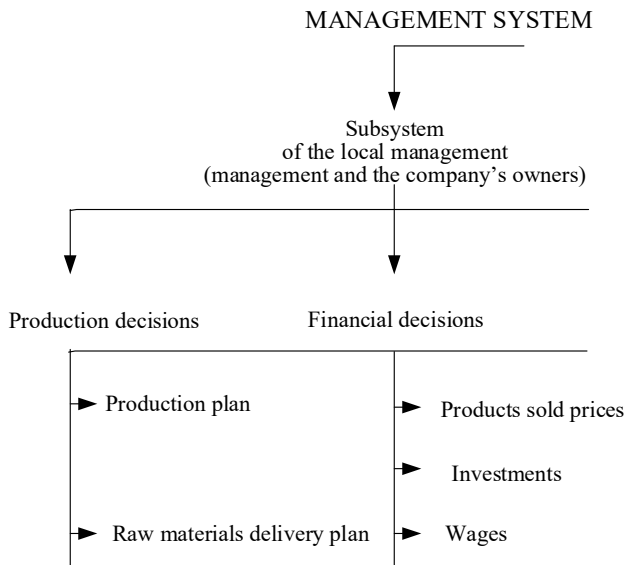 MANAGEMENT SYSTEM
Subsystem
of the local management
(management and the company’s owners)
Production decisions
Financial decisions
Production plan
Products sold prices
Investments
Raw materials delivery plan
Wages